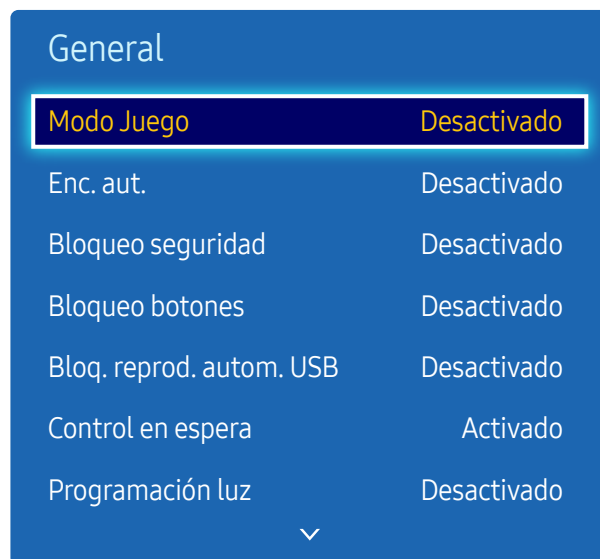 General
Modo Juego Desactivado
Enc. aut. Desactivado
Bloqueo seguridad Desactivado
Bloqueo botones Desactivado
Bloq. reprod. autom. USB Desactivado
Control en espera Activado
Programación luz Desactivado